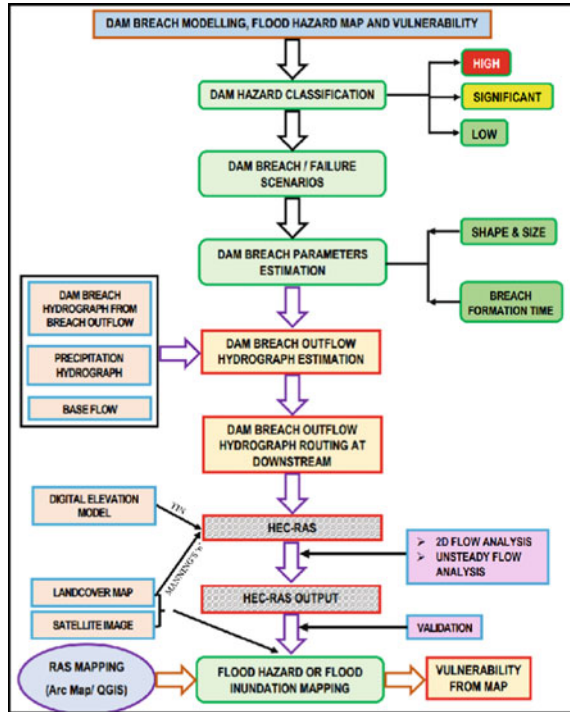 DAM BREACH MODELLING, FLOOD HAZARD MAP AND VULNERABILITY
DAM HAZARD CLASSIFICATION
HIGH
SIGNIFICANT
LOW
DAM BREACH / FAILURE
SCENARIOS
DAM BREACH PARAMETERS
ESTIMATION
SHAPE & SIZE
BREACH
FORMATION TIME
DAM BREACH
HYDROGRAPH FROM
BREACH OUTFLOW
PRECIPITATION
HYDROGRAPH
BASE FLOW
DAM BREACH OUTFLOW
HYDROGRAPH ESTIMATION
DAM BREACH OUTFLOW
HYDROGRAPH ROUTING AT
DOWNSTREAM
DIGITAL ELEVATION
MODEL
TIN
HEC-RAS
➢ 2D FLOW ANALYSIS
➢ UNSTEADY FLOW
ANALYSIS
MANNING'S 'n'
LANDCOVER MAP
SATELLITE IMAGE
HEC-RAS OUTPUT
VALIDATION
RAS MAPPING
(Arc Map/ QGIS)
FLOOD HAZARD OR FLOOD
INUNDATION MAPPING
VULNERABILITY
FROM MAP